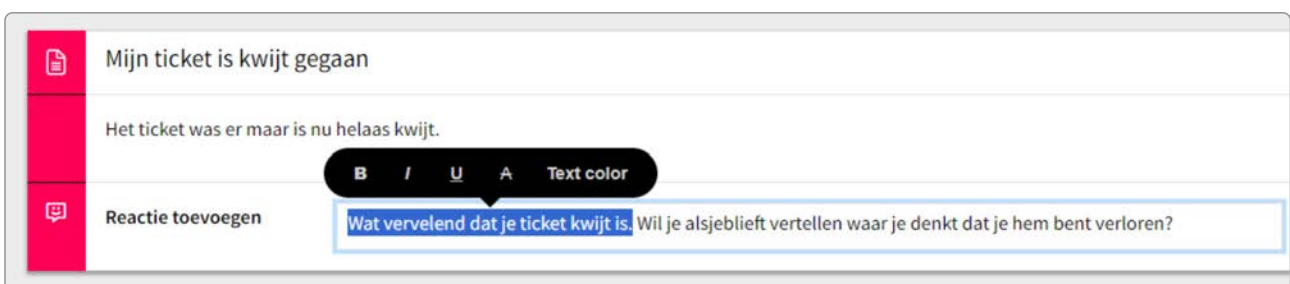 Mijn ticket is kwijt gegaan
Het ticket was er maar is nu helaas kwijt.
B I U A Text color
Reactie toevoegen
Wat vervelend dat je ticket kwijt is. Wil je alsjeblieft vertellen waar je denkt dat je hem bent verloren?